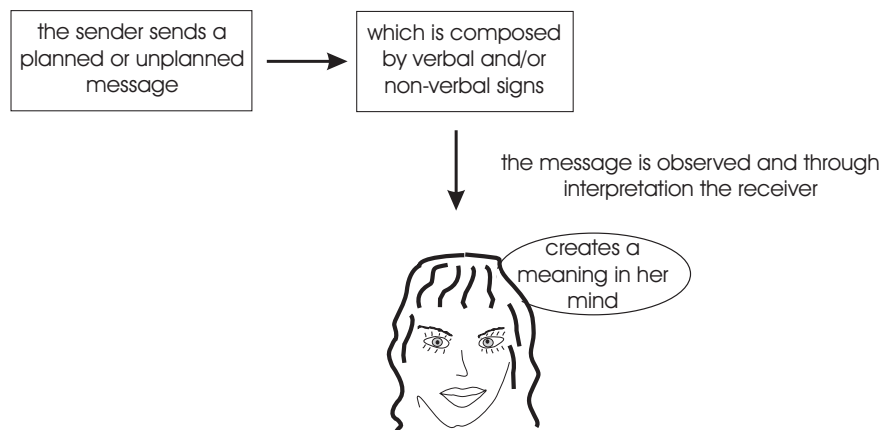 the sender sends a
planned or unplanned
message
which is composed
by verbal and/or
non-verbal signs
the message is observed and through
interpretation the receiver
creates a
meaning in her
mind